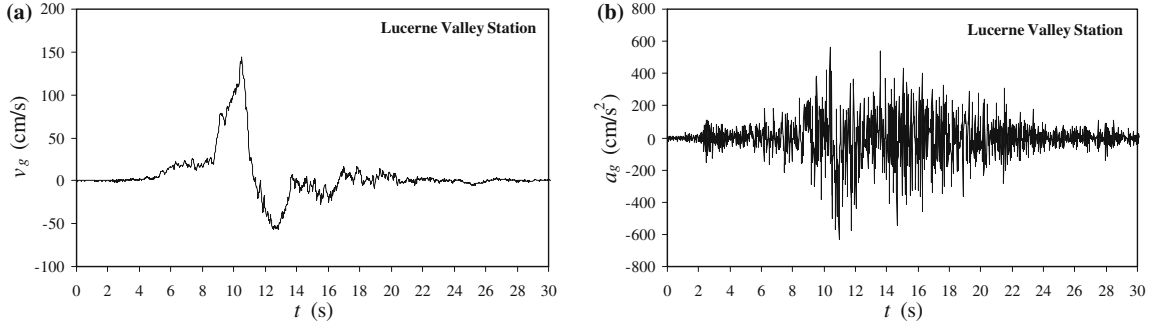 (a)
Lucerne Valley Station
200
150
100
50
0
-50
-100
v_g (cm/s)
0 2 4 6 8 10 12 14 16 18 20 22 24 26 28 30
t (s)
(b)
Lucerne Valley Station
800
600
400
200
0
-200
-400
-600
-800
a_g (cm/s²)
0 2 4 6 8 10 12 14 16 18 20 22 24 26 28 30
t (s)